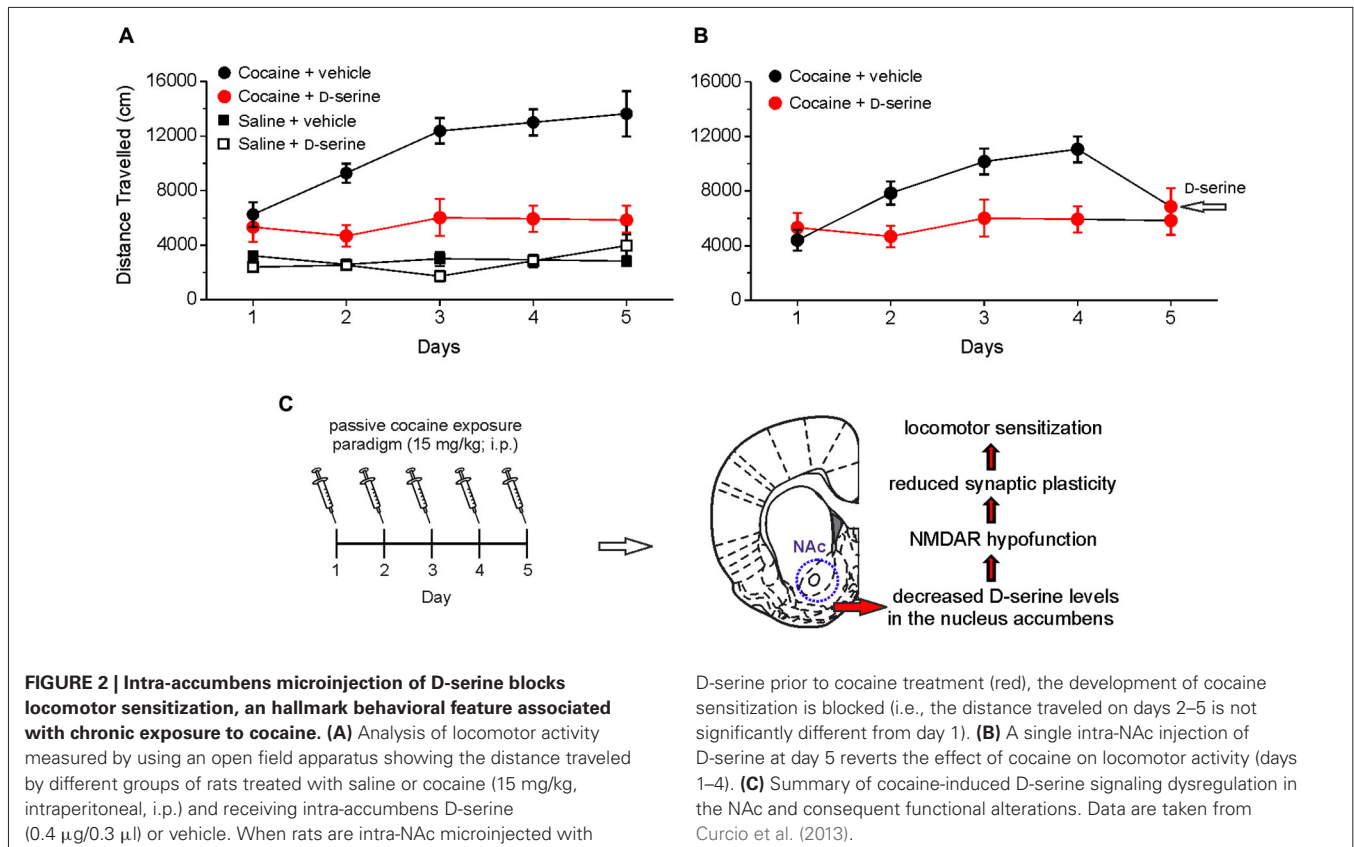 A
Cocaine + vehicle
Cocaine + D-serine
Saline + vehicle
Saline + D-serine
Distance Travelled (cm)
16000
12000
8000
4000
0
1 2 3 4 5
Days
B
Cocaine + vehicle
Cocaine + D-serine
16000
12000
8000
4000
0
D-serine
1 2 3 4 5
Days
C
passive cocaine exposure
paradigm (15 mg/kg; i.p.)
1 2 3 4 5
Day
NAc
locomotor sensitization
reduced synaptic plasticity
NMDAR hypofunction
decreased D-serine levels
in the nucleus accumbens
FIGURE 2 | Intra-accumbens microinjection of D-serine blocks
locomotor sensitization, an hallmark behavioral feature associated
with chronic exposure to cocaine. (A) Analysis of locomotor activity
measured by using an open field apparatus showing the distance traveled
by different groups of rats treated with saline or cocaine (15 mg/kg,
intraperitoneal, i.p.) and receiving intra-accumbens D-serine
(0.4 μg/0.3 μl) or vehicle. When rats are intra-NAc microinjected with
D-serine prior to cocaine treatment (red), the development of cocaine
sensitization is blocked (i.e., the distance traveled on days 2–5 is not
significantly different from day 1). (B) A single intra-NAc injection of
D-serine at day 5 reverts the effect of cocaine on locomotor activity (days
1–4). (C) Summary of cocaine-induced D-serine signaling dysregulation in
the NAc and consequent functional alterations. Data are taken from
Curcio et al. (2013).